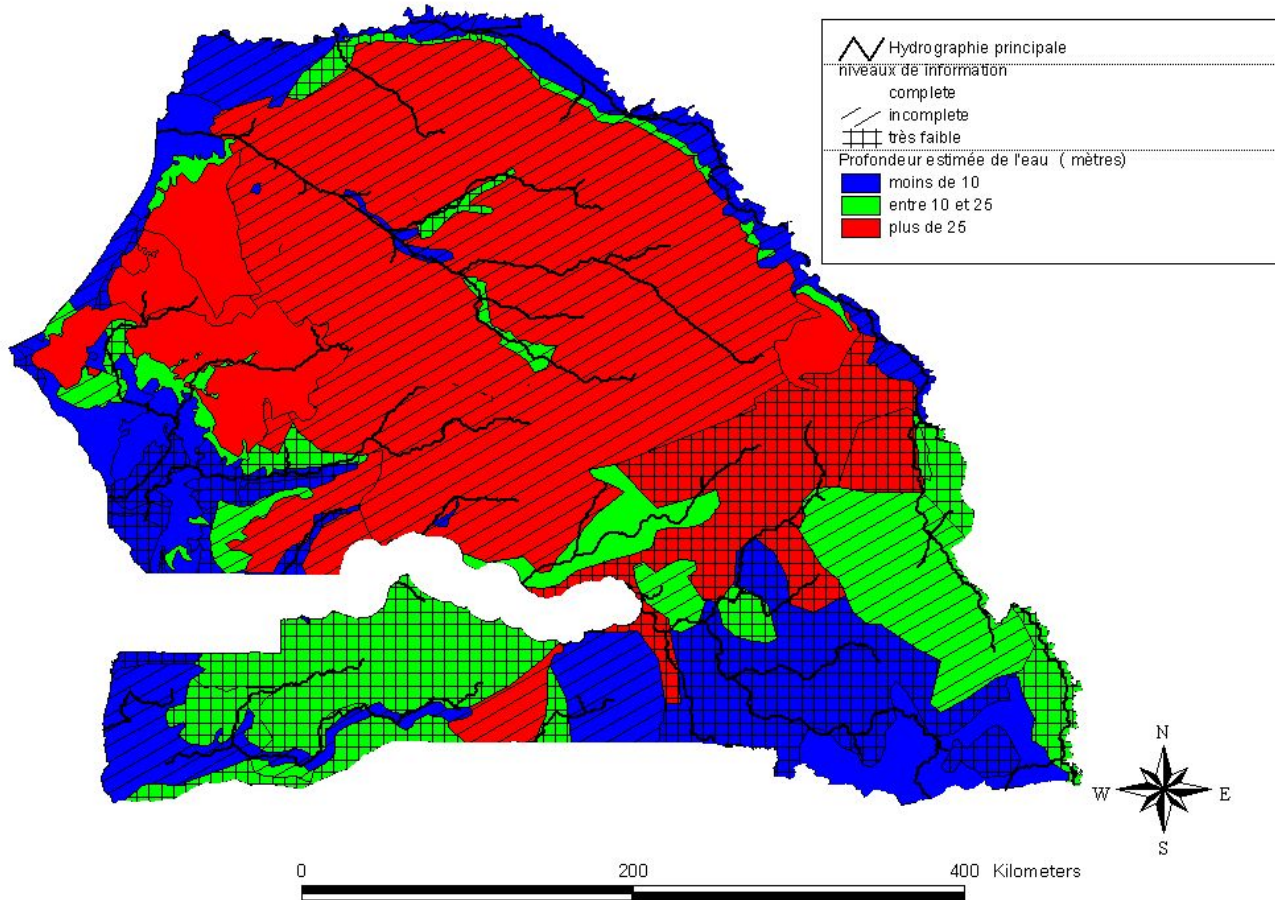 Hydrographie principale
niveaux de information
complete
incomplete
très faible
Profondeur estimée de l'eau ( mètres)
moins de 10
entre 10 et 25
plus de 25
N
W E
S
0 200 400 Kilometers